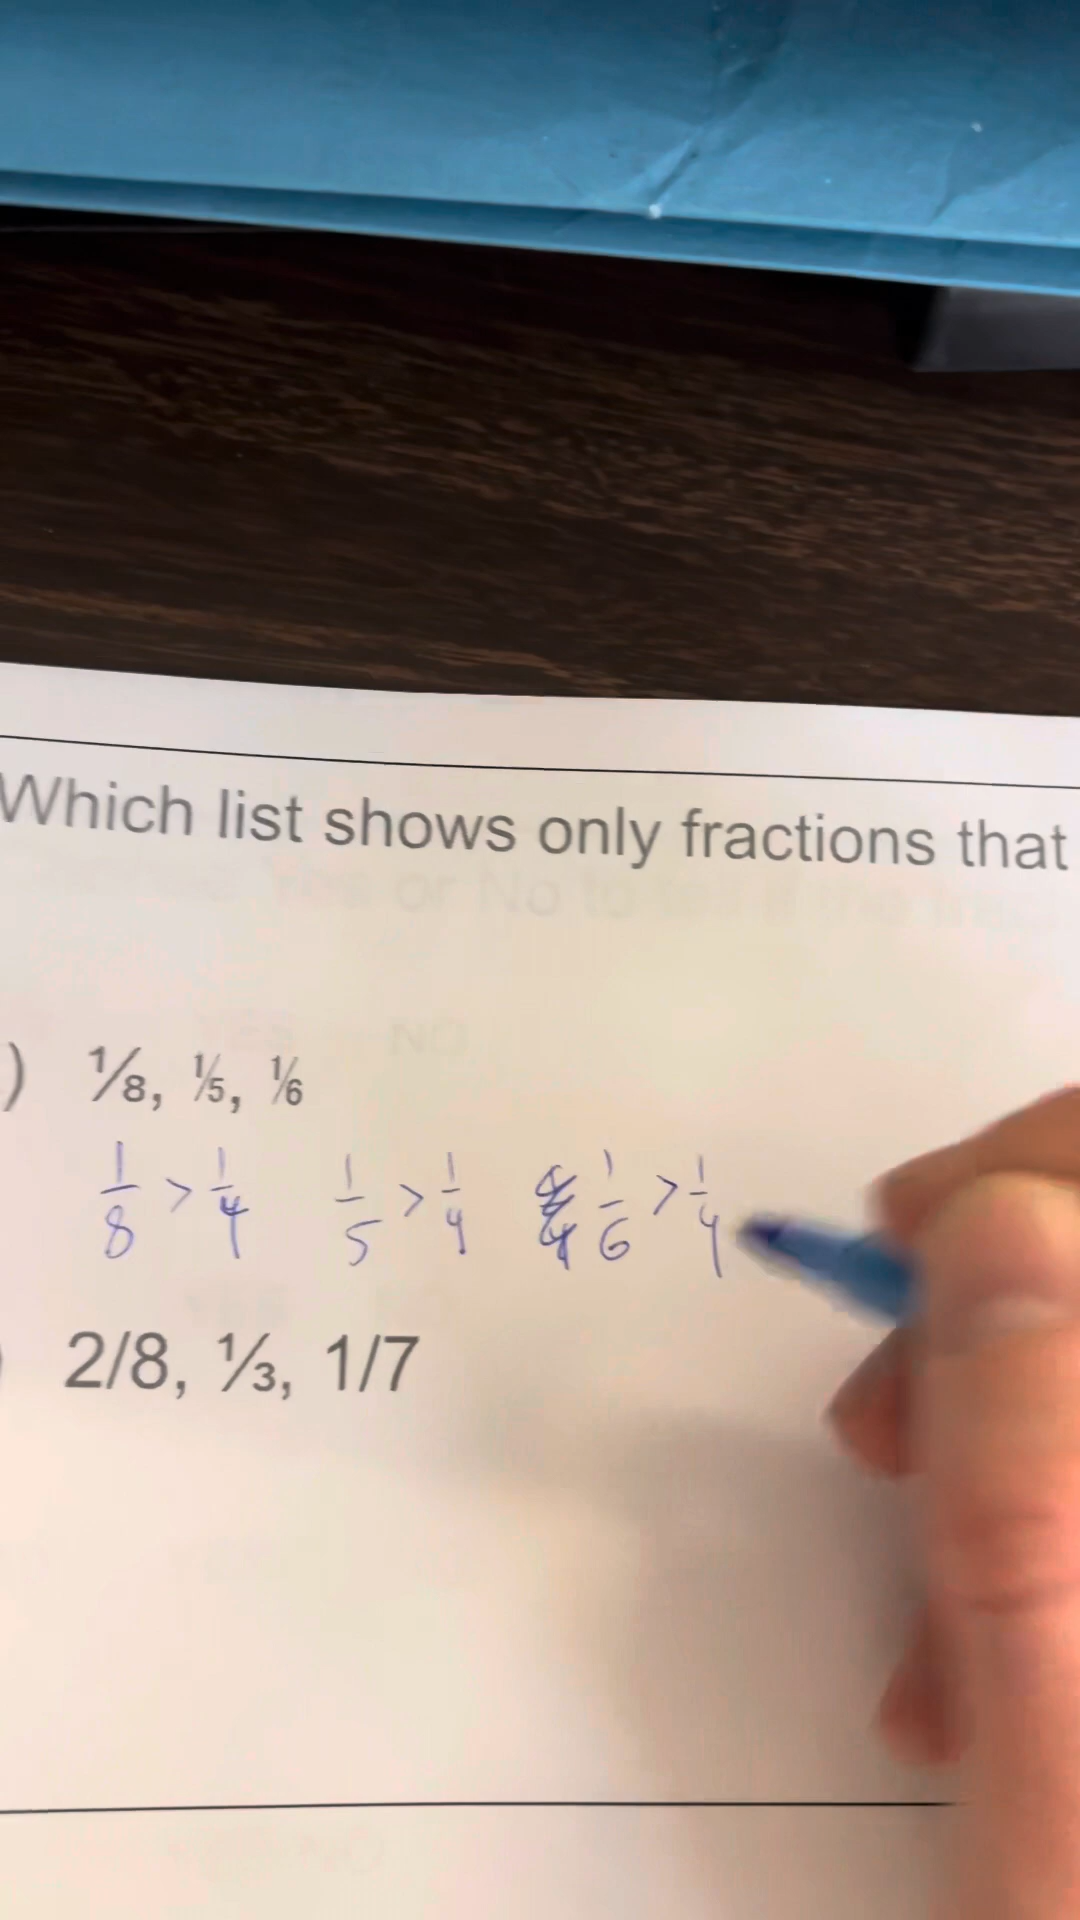 Which list shows only fractions that
) ⅛, ⅕, ⅙
1/8 > 1/4 1/5 > 1/4 1/6 > 1/4
2/8, ⅓, 1/7